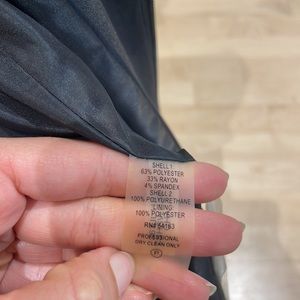 SHELL 1
63% POLYESTER
33% RAYON
4% SPANDEX
SHELL 2
100% POLYURETHANE
LINING
100% POLYESTER
RN#
PROFESSIONAL
DRY CLEAN ONLY
P